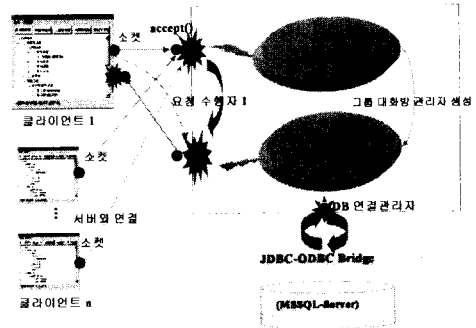 소켓
accept()
요청 수행자 1
그룹 대화방 관리자 생성
클라이언트 1
소켓
서버와 연결
DB 연결관리자
소켓
JDBC-ODBC Bridge
클라이언트 n
(MSSQL-Server)